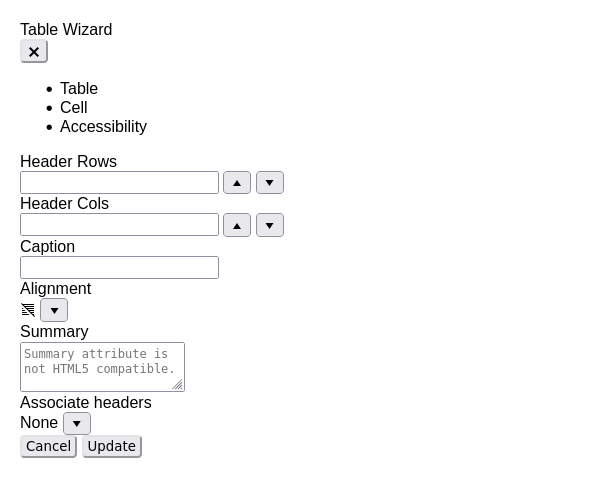 Table Wizard
×
• Table
• Cell
• Accessibility
Header Rows
▲ ▼
Header Cols
▲ ▼
Caption
Alignment
▼
Summary
Summary attribute is
not HTML5 compatible.
Associate headers
None ▼
Cancel Update